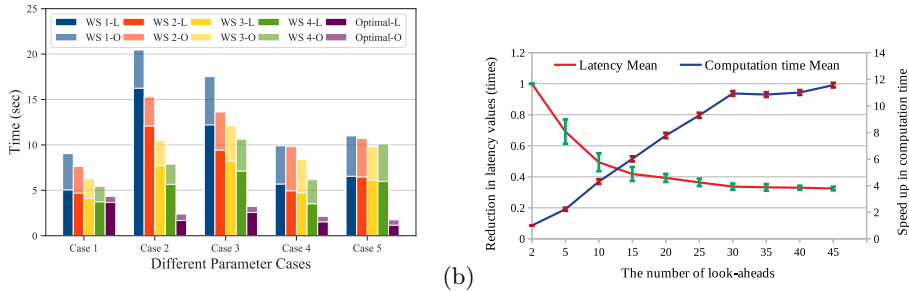 WS 1-L WS 2-L WS 3-L WS 4-L Optimal-L
WS 1-O WS 2-O WS 3-O WS 4-O Optimal-O
25
20
15
10
5
0
Time (sec)
Case 1 Case 2 Case 3 Case 4 Case 5
Different Parameter Cases
(b)
Latency Mean Computation time Mean
1.2
1
0.8
0.6
0.4
0.2
0
Reduction in latency values (times)
14
12
10
8
6
4
2
0
Speed up in computation time
2 5 10 15 20 25 30 35 40 45
The number of look-aheads